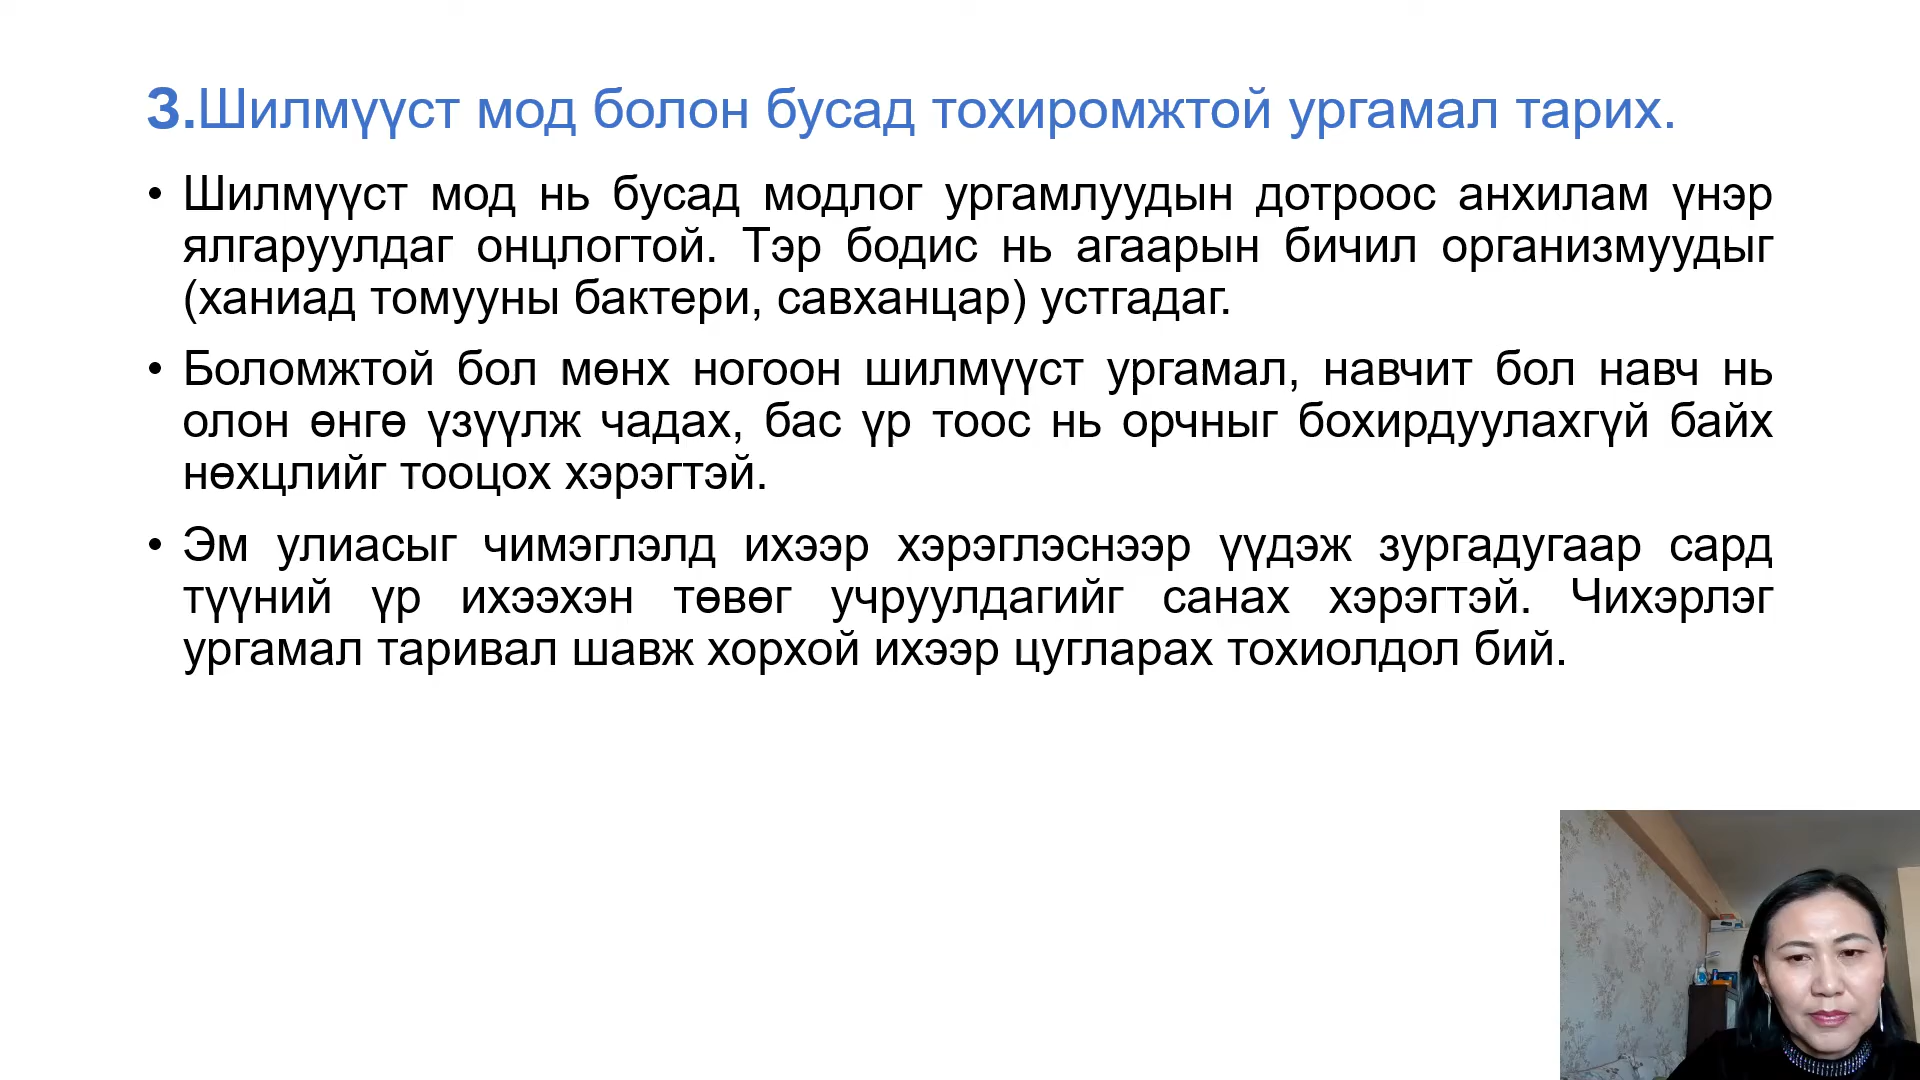 3.Шилмүүст мод болон бусад тохиромжтой ургамал тарих.
• Шилмүүст мод нь бусад модлог ургамлуудын дотроос анхилам үнэр
ялгаруулдаг онцлогтой. Тэр бодис нь агаарын бичил организмуудыг
(ханиад томууны бактери, савханцар) устгадаг.
• Боломжтой бол мөнх ногоон шилмүүст ургамал, навчит бол навч нь
олон өнгө үзүүлж чадах, бас үр тоос нь орчныг бохирдуулахгүй байх
нөхцлийг тооцох хэрэгтэй.
• Эм улиасыг чимэглэлд ихээр хэрэглэснээр үүдэж зургадугаар сард
түүний үр ихээхэн төвөг учруулдагийг санах хэрэгтэй. Чихэрлэг
ургамал таривал шавж хорхой ихээр цугларах тохиолдол бий.